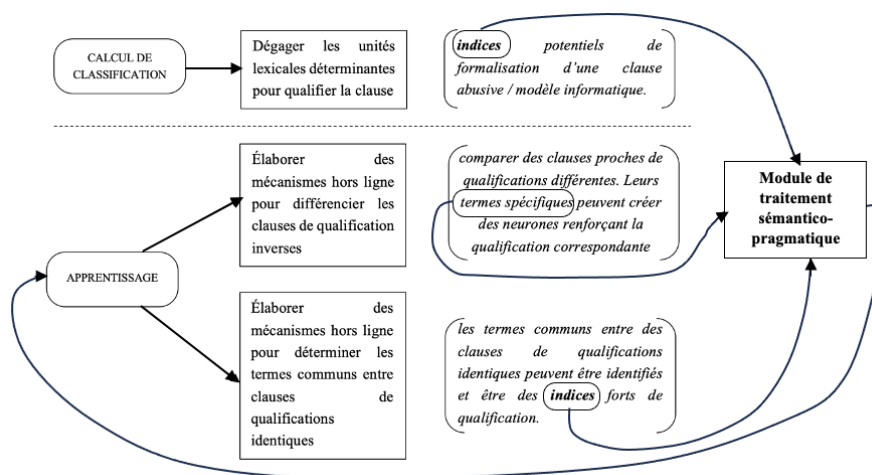 CALCUL DE
CLASSIFICATION
Dégager les unités
lexicales déterminantes
pour qualifier la clause
indices potentiels de
formalisation d'une clause
abusive / modèle informatique.
Élaborer des
mécanismes hors ligne
pour différencier les
clauses de qualification
inverses
comparer des clauses proches de
qualifications différentes. Leurs
termes spécifiques peuvent créer
des neurones renforçant la
qualification correspondante
Module de
traitement
sémantico-
pragmatique
APPRENTISSAGE
Élaborer des
mécanismes hors ligne
pour déterminer les
termes communs entre
clauses de
qualifications
identiques
les termes communs entre des
clauses de qualifications
identiques peuvent être identifiés
et être des indices forts de
qualification.